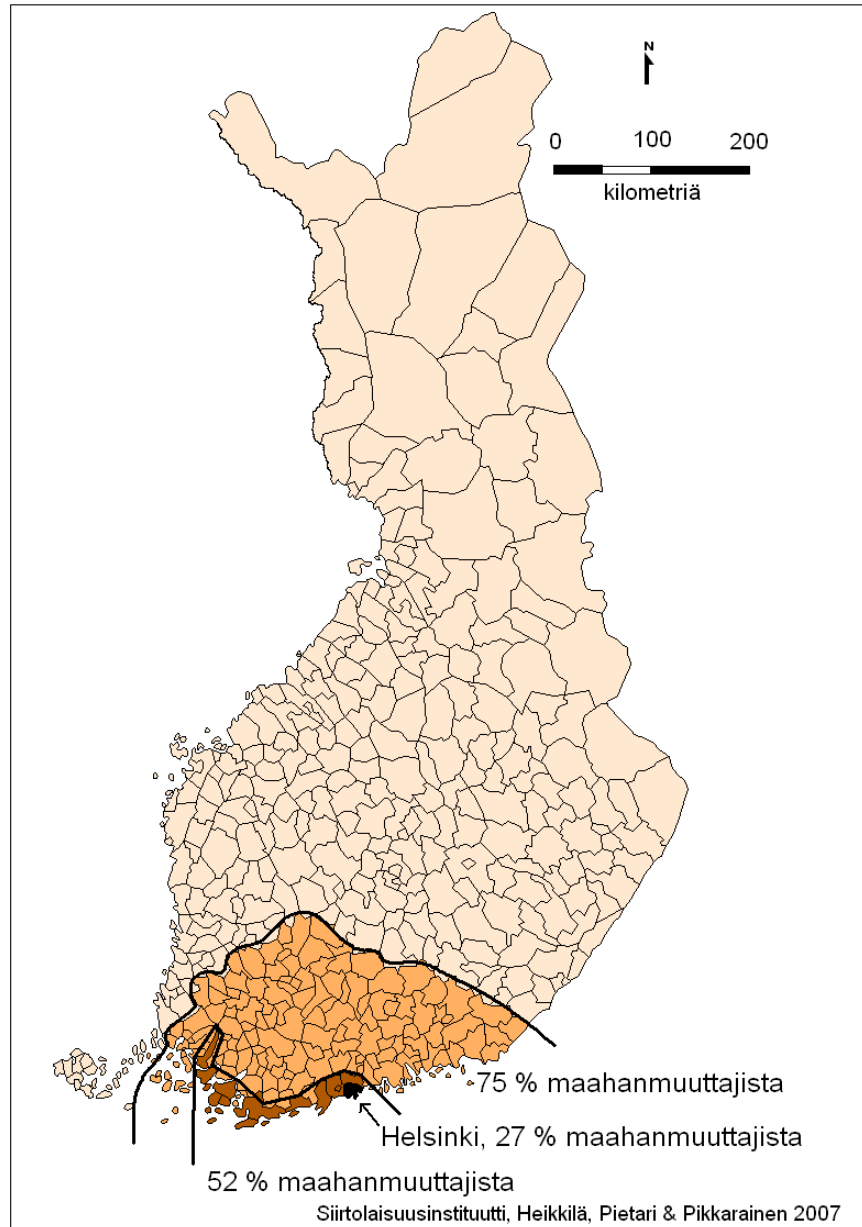 N
0 100 200
kilometriä
75 % maahanmuuttajista
Helsinki, 27 % maahanmuuttajista
52 % maahanmuuttajista
Siirtolaisuusinstituutti, Heikkilä, Pietari & Pikkarainen 2007